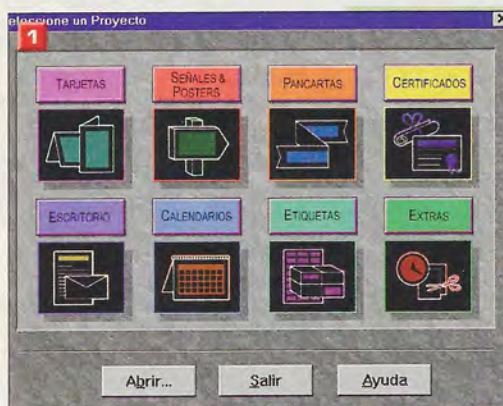 eleccione un Proyecto
1
TARJETAS
SEÑALES &
POSTERS
PANCARTAS
CERTIFICADOS
ESCRITORIO
CALENDARIOS
ETIQUETAS
EXTRAS
Abrir...
Salir
Ayuda